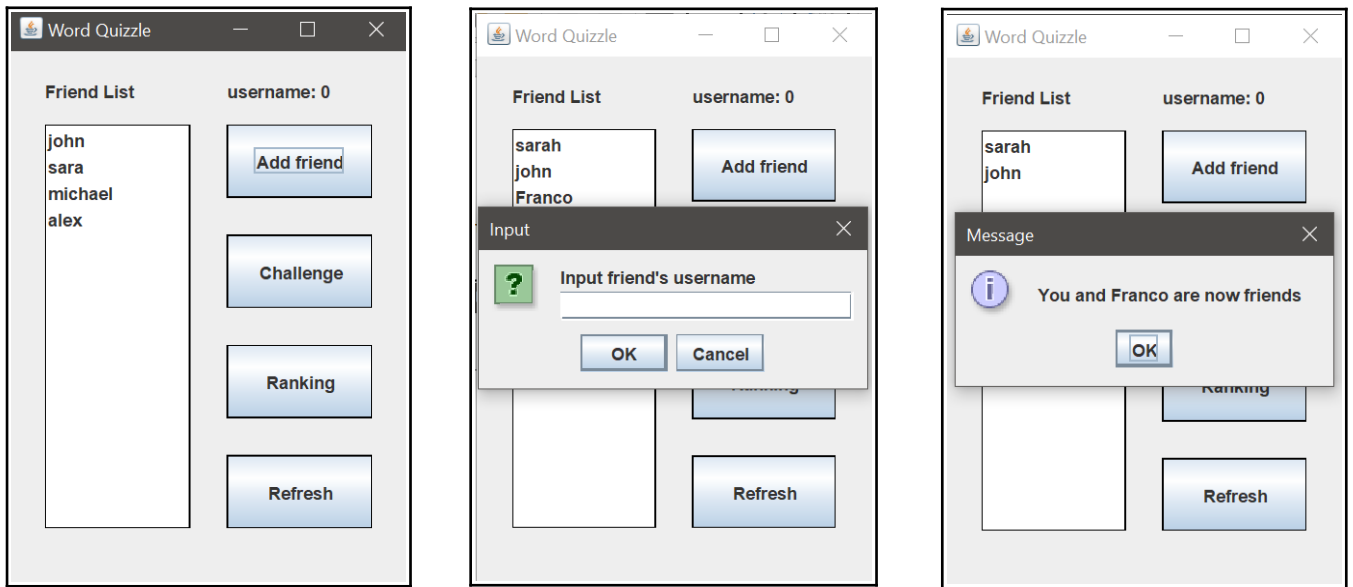 Word Quizzle
Friend List
username: 0
john
sara
michael
alex
Add friend
Challenge
Ranking
Refresh
Word Quizzle
Friend List
username: 0
sarah
john
Franco
Add friend
Input
Input friend's username
OK
Cancel
Refresh
Word Quizzle
Friend List
username: 0
sarah
john
Add friend
Message
You and Franco are now friends
OK
Ranking
Refresh